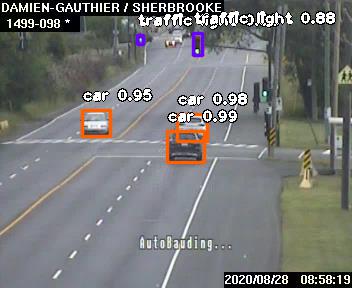 DAMIEN-GAUTHIER / SHERBROOKE
traffic light 0.88
1499-098 *
car 0.95
car 0.98
car 0.99
AutoBauding...
2020/08/28 08:58:19